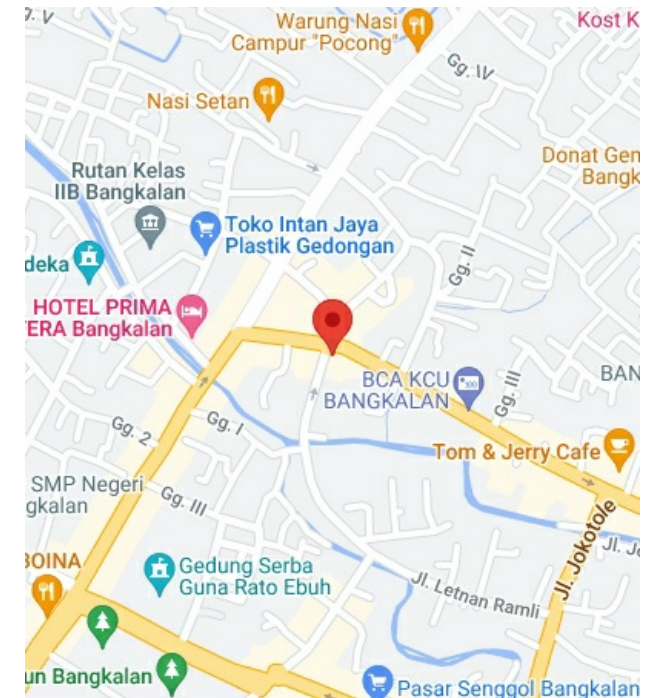 . V
Warung Nasi
Campur "Pocong"
Kost K
Gg. IV
Nasi Setan
Donat Gen
Bangk
Rutan Kelas
IIB Bangkalan
Toko Intan Jaya
Plastik Gedongan
Gg. II
deka
HOTEL PRIMA
TERA Bangkalan
BCA KCU
BANGKALAN
BAN
Gg. III
Gg. 2
Gg. I
Tom & Jerry Cafe
SMP Negeri
gkalan
Gg. III
Jl. Jokotole
Jl. Jo
BOINA
Gedung Serba
Guna Rato Ebuh
Jl. Letnan Ramli
un Bangkalan
Pasar Senggol Bangkalan